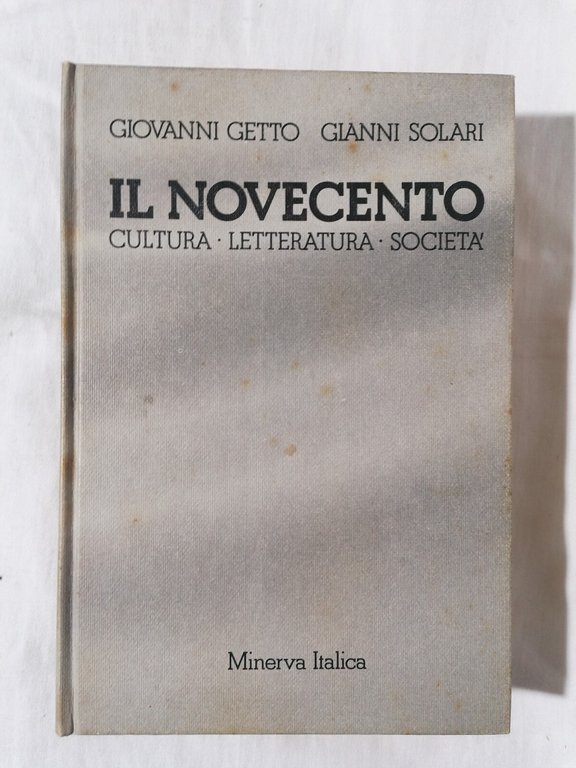 GIOVANNI GETTO GIANNI SOLARI
IL NOVECENTO
CULTURA · LETTERATURA · SOCIETA'
Minerva Italica